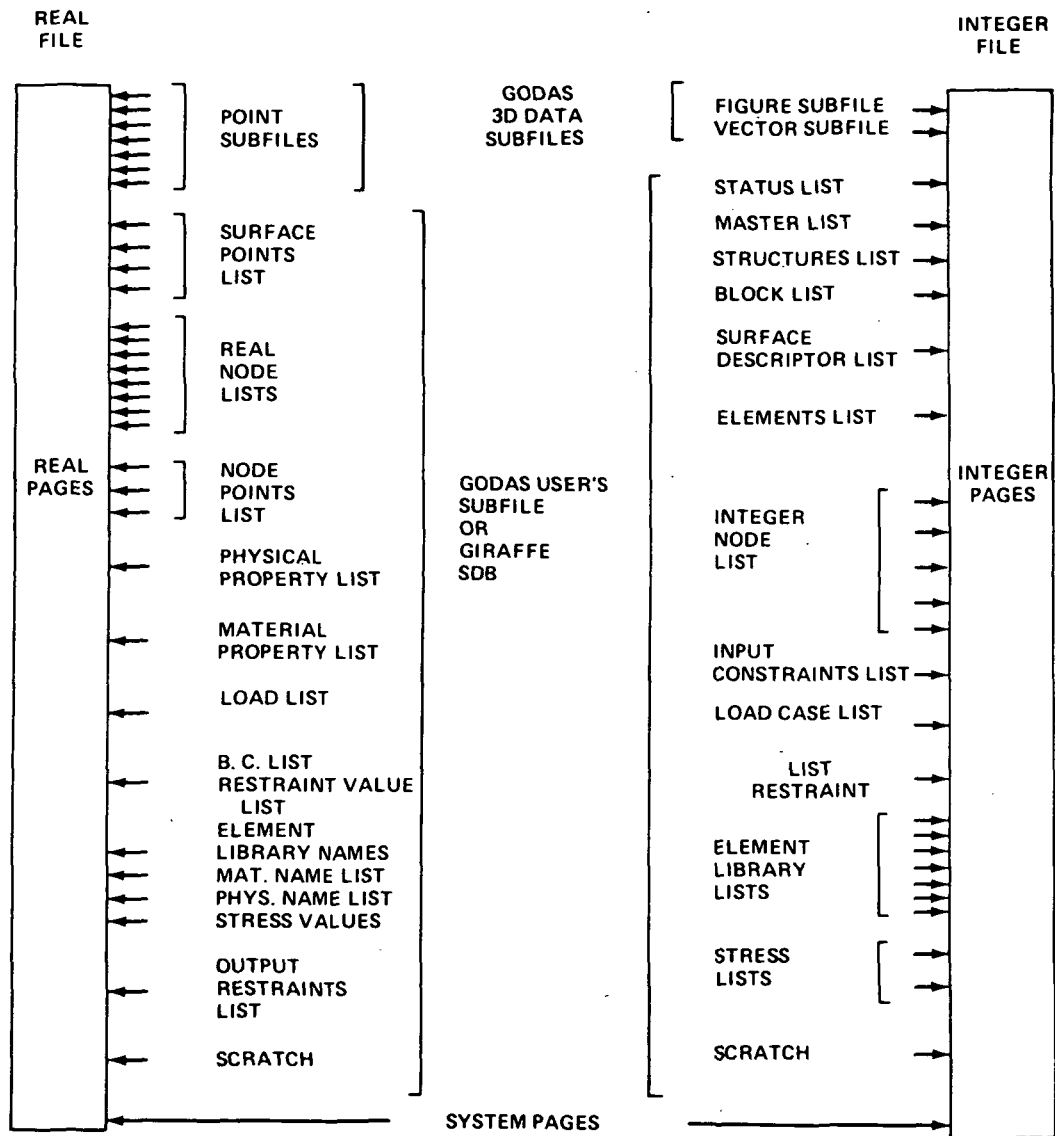 REAL
FILE
POINT
SUBFILES
SURFACE
POINTS
LIST
REAL
NODE
LISTS
REAL
PAGES
NODE
POINTS
LIST
PHYSICAL
PROPERTY LIST
MATERIAL
PROPERTY LIST
LOAD LIST
B. C. LIST
RESTRAINT VALUE
LIST
ELEMENT
LIBRARY NAMES
MAT. NAME LIST
PHYS. NAME LIST
STRESS VALUES
OUTPUT
RESTRAINTS
LIST
SCRATCH
GODAS
3D DATA
SUBFILES
GODAS USER'S
SUBFILE
OR
GIRAFFE
SDB
SYSTEM PAGES
INTEGER
FILE
FIGURE SUBFILE
VECTOR SUBFILE
STATUS LIST
MASTER LIST
STRUCTURES LIST
BLOCK LIST
SURFACE
DESCRIPTOR LIST
ELEMENTS LIST
INTEGER
PAGES
INTEGER
NODE
LIST
INPUT
CONSTRAINTS LIST
LOAD CASE LIST
LIST
RESTRAINT
ELEMENT
LIBRARY
LISTS
STRESS
LISTS
SCRATCH